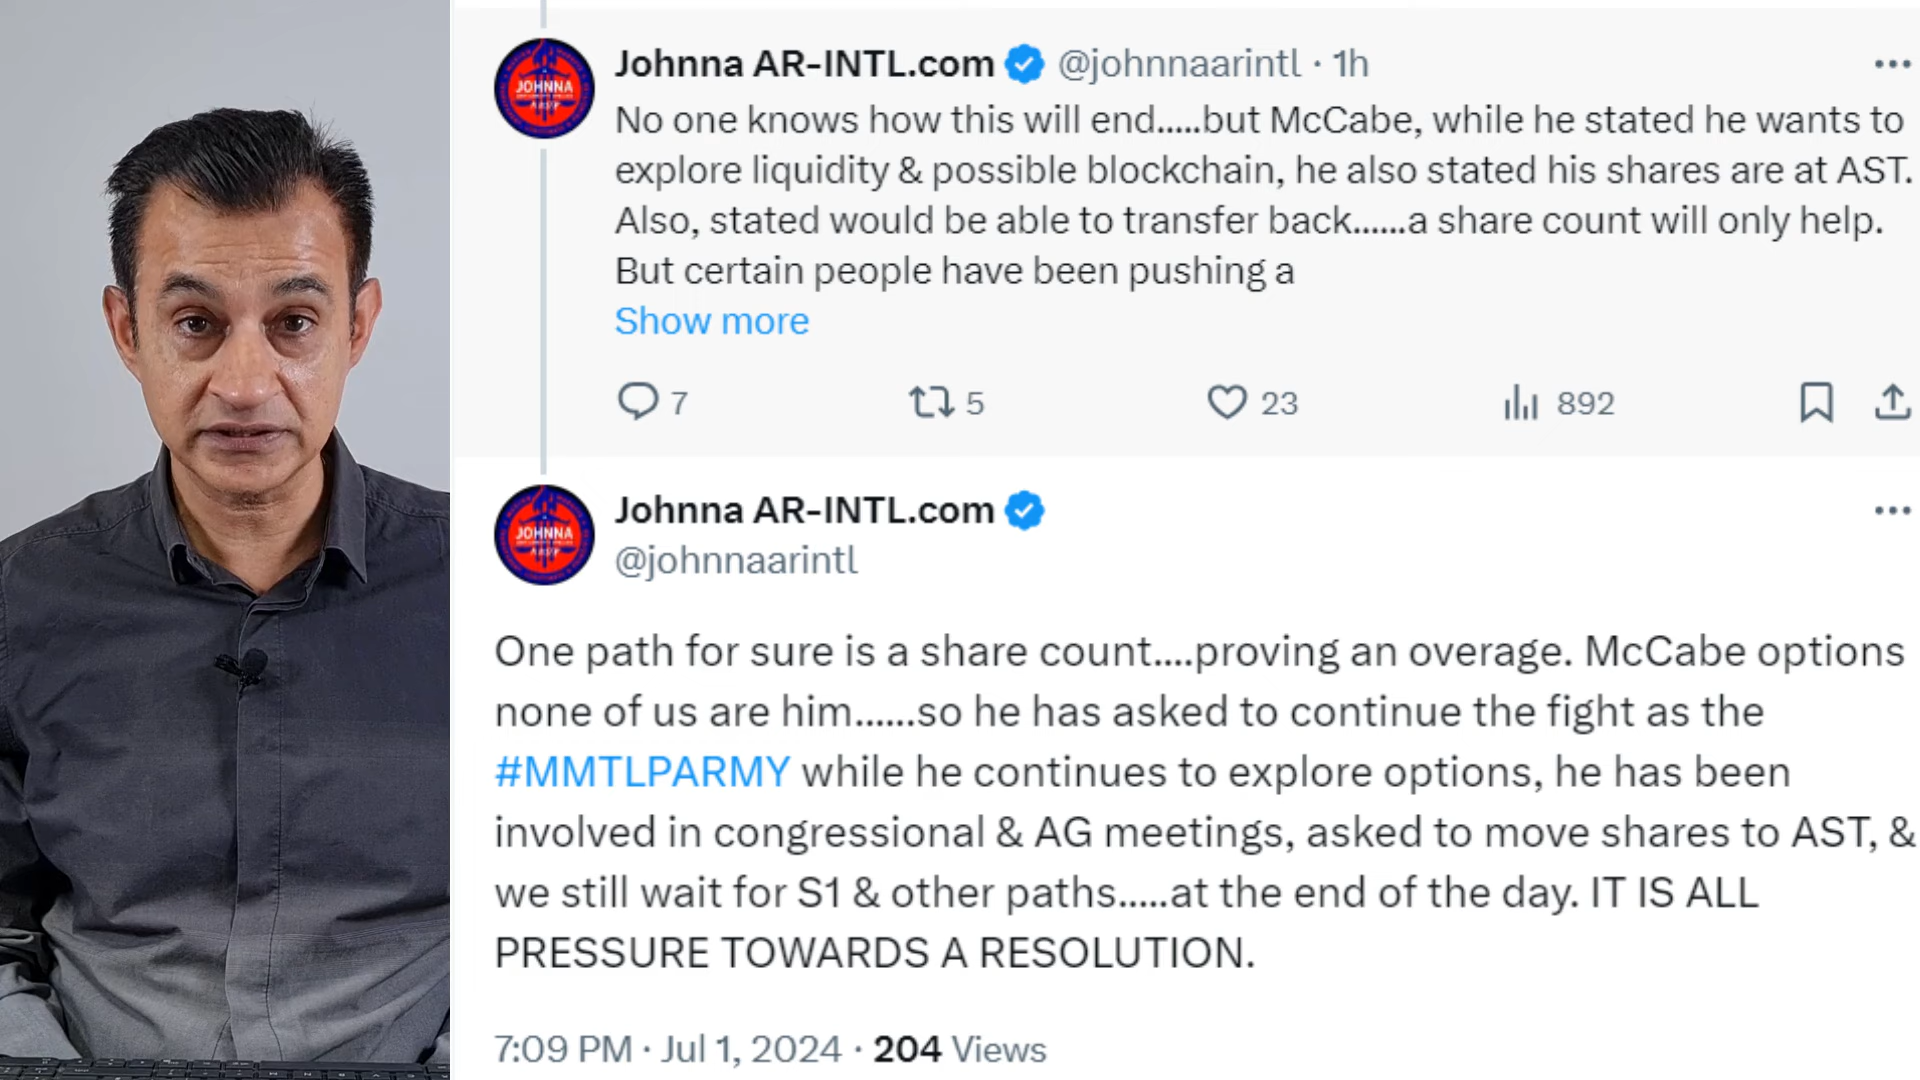 Johnna AR-INTL.com @johnnaarintl · 1h
JOHNNA
No one knows how this will end.....but McCabe, while he stated he wants to
explore liquidity & possible blockchain, he also stated his shares are at AST.
Also, stated would be able to transfer back......a share count will only help.
But certain people have been pushing a
Show more
7 5 23 892
Johnna AR-INTL.com
JOHNNA
@johnnaarintl
One path for sure is a share count....proving an overage. McCabe options
none of us are him......so he has asked to continue the fight as the
#MMTLPARMY while he continues to explore options, he has been
involved in congressional & AG meetings, asked to move shares to AST, &
we still wait for S1 & other paths.....at the end of the day. IT IS ALL
PRESSURE TOWARDS A RESOLUTION.
7:09 PM · Jul 1, 2024 · 204 Views